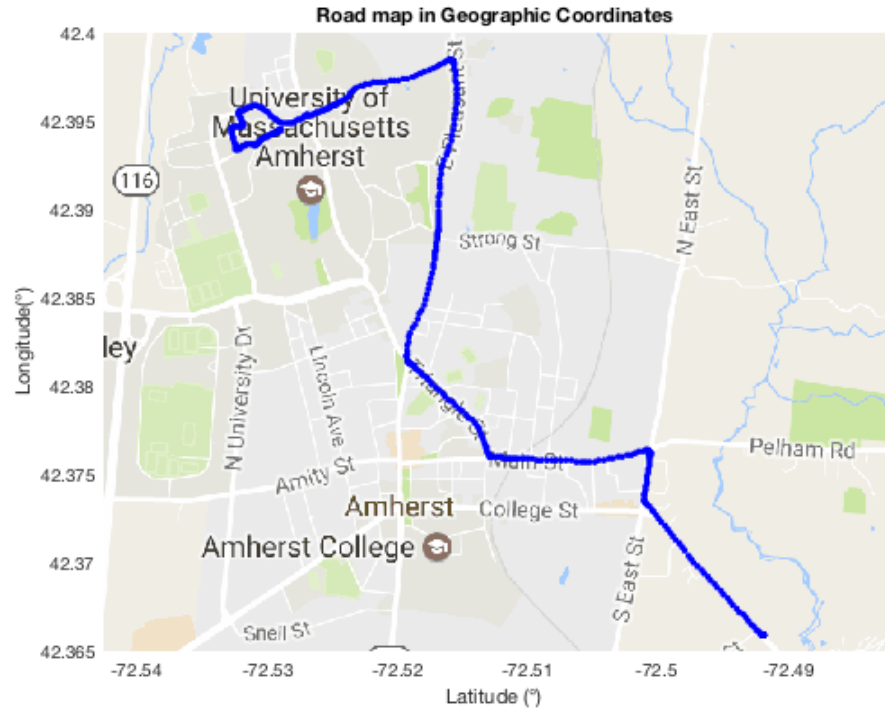 Road map in Geographic Coordinates
42.4
42.395
42.39
42.385
42.38
42.375
42.37
42.365
Longitude(°)
University of
Massachusetts
Amherst
116
E Pleasant St
Strong St
N East St
ley
N University Dr
Lincoln Ave
Triangle St
Main St
Pelham Rd
Amity St
Amherst
College St
Amherst College
S East St
Snell St
-72.54
-72.53
-72.52
-72.51
-72.5
-72.49
Latitude (°)